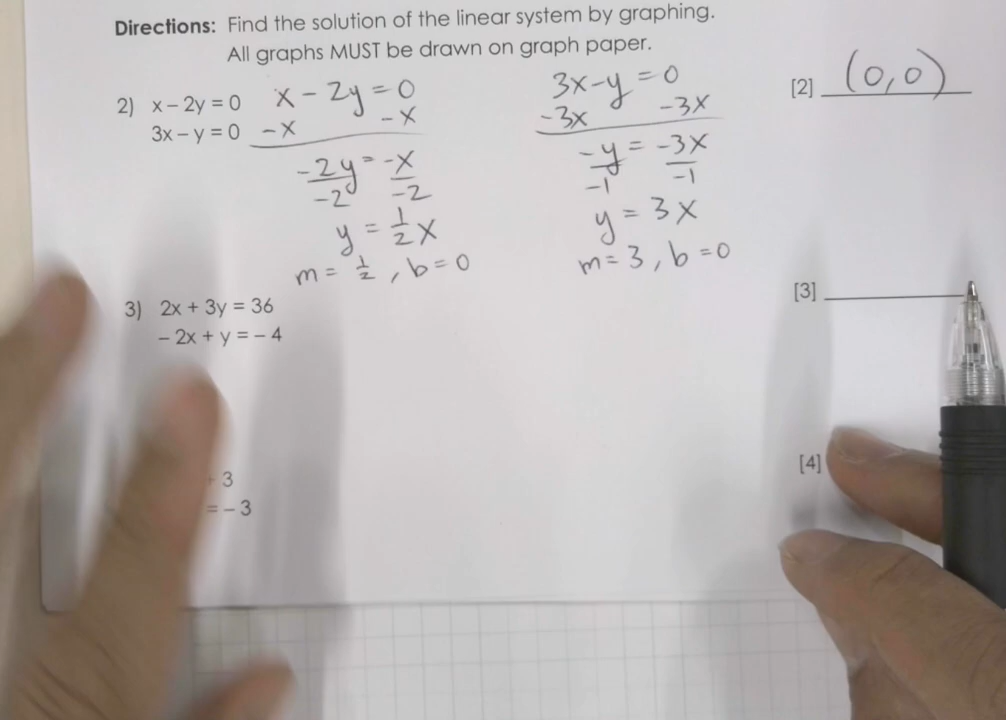 Directions: Find the solution of the linear system by graphing.
All graphs MUST be drawn on graph paper.
2) x – 2y = 0
3x – y = 0
x - 2y = 0
-x -x
-2y = -x
-2 -2
y = 1/2 x
m = 1/2 , b = 0
3x-y = 0
-3x -3x
-y = -3x
-1 -1
y = 3x
m = 3 , b = 0
[2] (0,0)
3) 2x + 3y = 36
– 2x + y = – 4
[3]
+ 3
= – 3
[4]